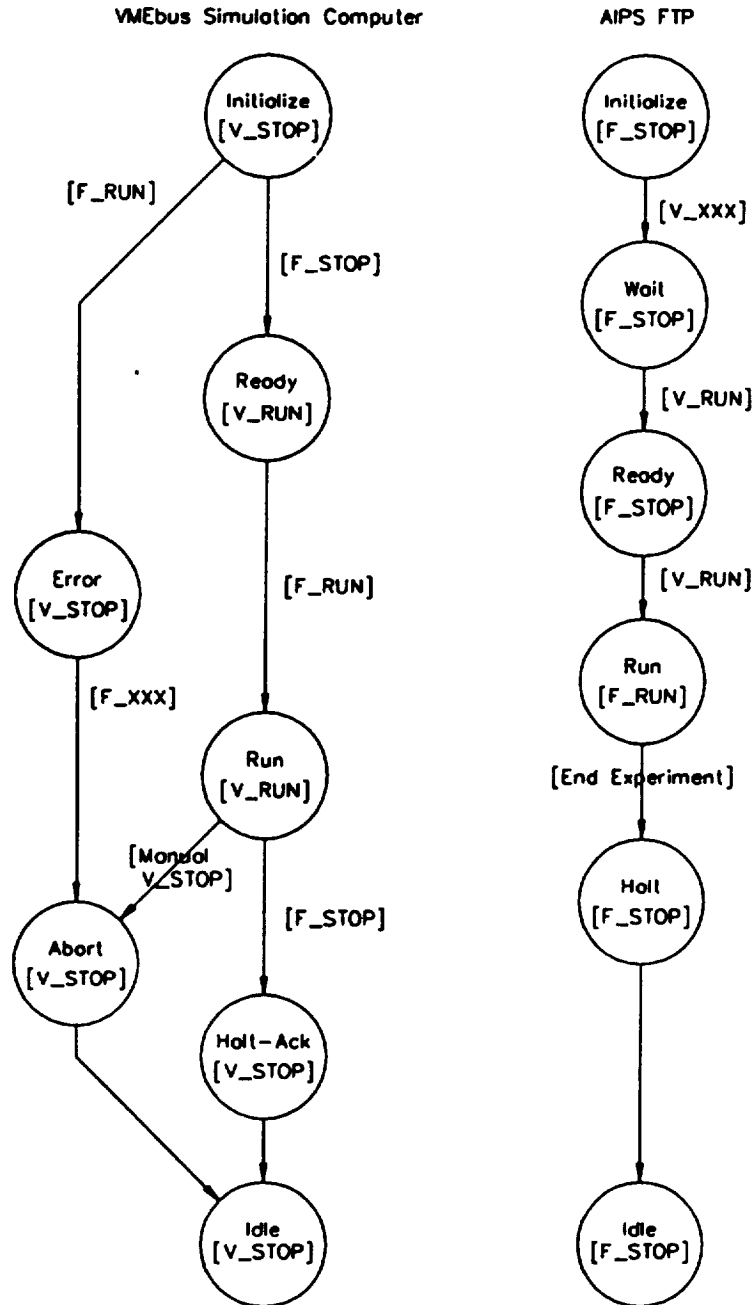 VMEbus Simulation Computer
AIPS FTP
Initialize
[V_STOP]
[F_RUN]
[F_STOP]
Ready
[V_RUN]
Error
[V_STOP]
[F_RUN]
[F_XXX]
Run
[V_RUN]
[Manual
V_STOP]
[F_STOP]
Abort
[V_STOP]
Halt-Ack
[V_STOP]
Idle
[V_STOP]
Initialize
[F_STOP]
[V_XXX]
Wait
[F_STOP]
[V_RUN]
Ready
[F_STOP]
[V_RUN]
Run
[F_RUN]
[End Experiment]
Halt
[F_STOP]
Idle
[F_STOP]